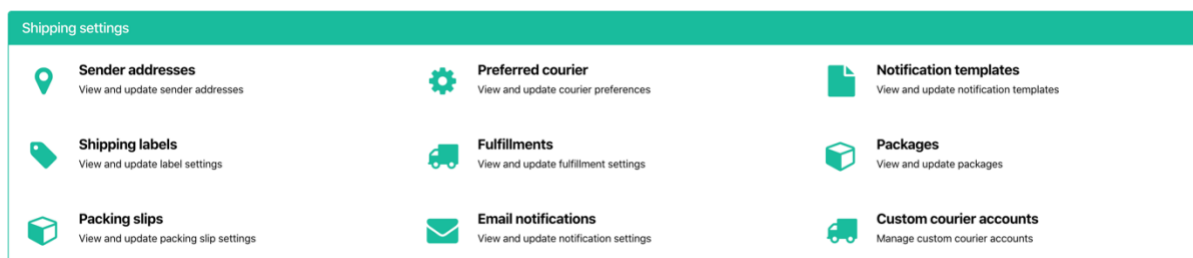 Shipping settings
Sender addresses
View and update sender addresses
Preferred courier
View and update courier preferences
Notification templates
View and update notification templates
Shipping labels
View and update label settings
Fulfillments
View and update fulfillment settings
Packages
View and update packages
Packing slips
View and update packing slip settings
Email notifications
View and update notification settings
Custom courier accounts
Manage custom courier accounts